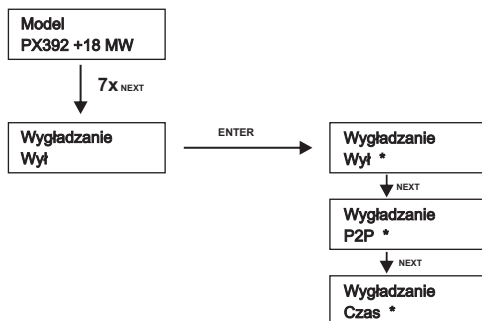 Model
PX392 +18 MW
7x NEXT
Wygładzanie
Wył
ENTER
Wygładzanie
Wył *
NEXT
Wygładzanie
P2P *
NEXT
Wygładzanie
Czas *